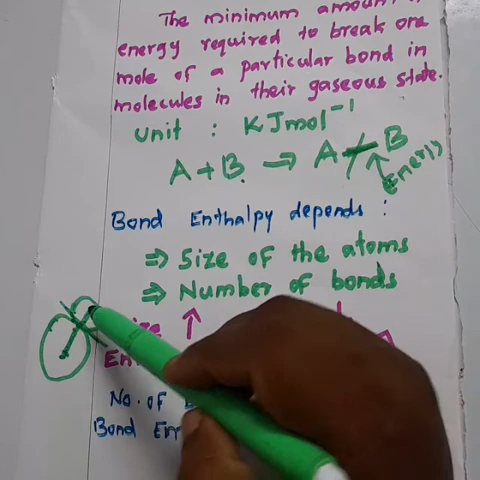 The minimum amount
energy required to break one
mole of a particular bond in
molecules in their gaseous state.
Unit : KJmol⁻¹
A + B ⇒ A — B
Energy
Bond Enthalpy depends :
⇒ Size of the atoms
⇒ Number of bonds
↑
No. of
Bond